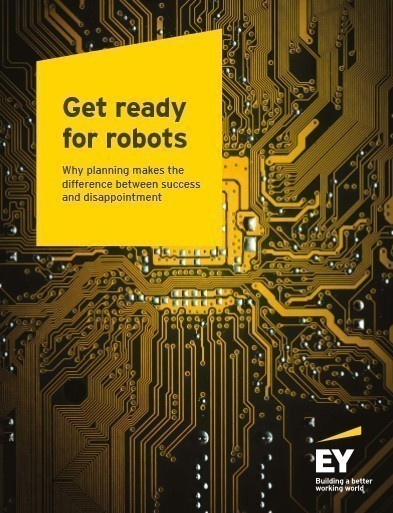 Get ready
for robots
Why planning makes the
difference between success
and disappointment
EY
Building a better
working world